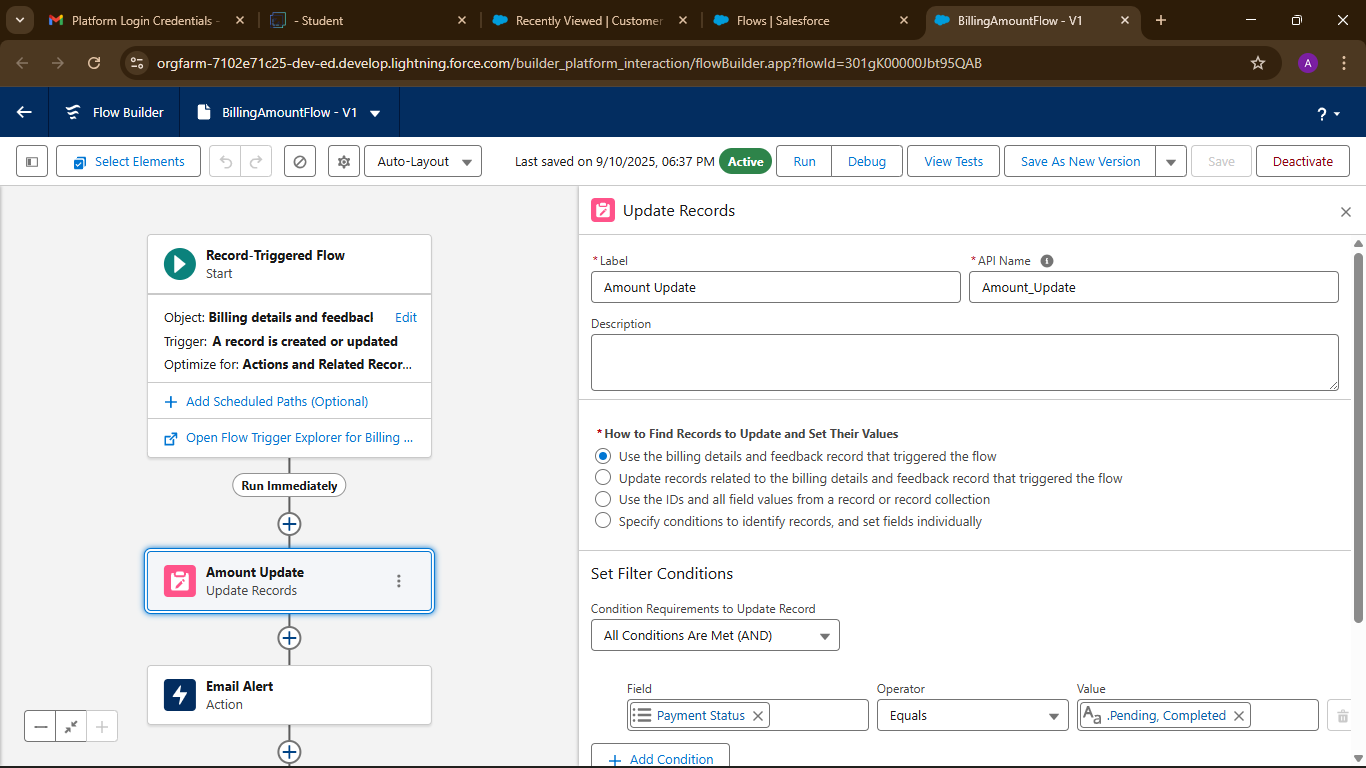 Platform Login Credentials -
- Student
Recently Viewed | Customer
Flows | Salesforce
BillingAmountFlow - V1
orgfarm-7102e71c25-dev-ed.develop.lightning.force.com/builder_platform_interaction/flowBuilder.app?flowId=301gK00000Jbt95QAB
A
Flow Builder
BillingAmountFlow - V1
?
Select Elements
Auto-Layout
Last saved on 9/10/2025, 06:37 PM
Active
Run
Debug
View Tests
Save As New Version
Save
Deactivate
Record-Triggered Flow
Start
Object: Billing details and feedbacl
Edit
Trigger: A record is created or updated
Optimize for: Actions and Related Recor...
Add Scheduled Paths (Optional)
Open Flow Trigger Explorer for Billing ...
Run Immediately
Amount Update
Update Records
Email Alert
Action
Update Records
* Label
Amount Update
* API Name
Amount_Update
Description
* How to Find Records to Update and Set Their Values
Use the billing details and feedback record that triggered the flow
Update records related to the billing details and feedback record that triggered the flow
Use the IDs and all field values from a record or record collection
Specify conditions to identify records, and set fields individually
Set Filter Conditions
Condition Requirements to Update Record
All Conditions Are Met (AND)
Field
Payment Status
Operator
Equals
Value
Aa .Pending, Completed
Add Condition